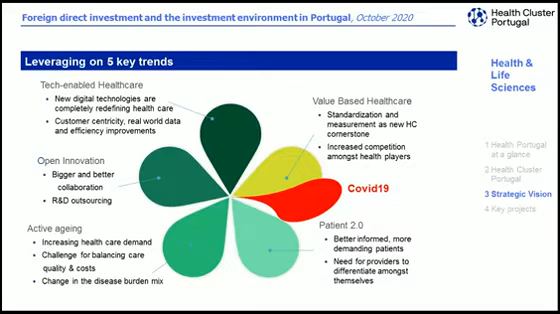 Foreign direct investment and the investment environment in Portugal, October 2020
Health Cluster
Portugal
Leveraging on 5 key trends
Health &
Life
Sciences
Tech-enabled Healthcare
• New digital technologies are
completely redefining health care
• Customer centricity, real world data
and efficiency improvements
Value Based Healthcare
• Standardization and
measurement as new HC
cornerstone
• Increased competition
amongst health players
Open Innovation
• Bigger and better
collaboration
• R&D outsourcing
Covid19
Active ageing
• Increasing health care demand
• Challenge for balancing care
quality & costs
• Change in the disease burden mix
Patient 2.0
• Better informed, more
demanding patients
• Need for providers to
differentiate amongst
themselves
1 Health Portugal
at a glance
2 Health Cluster
Portugal
3 Strategic Vision
4 Key projects